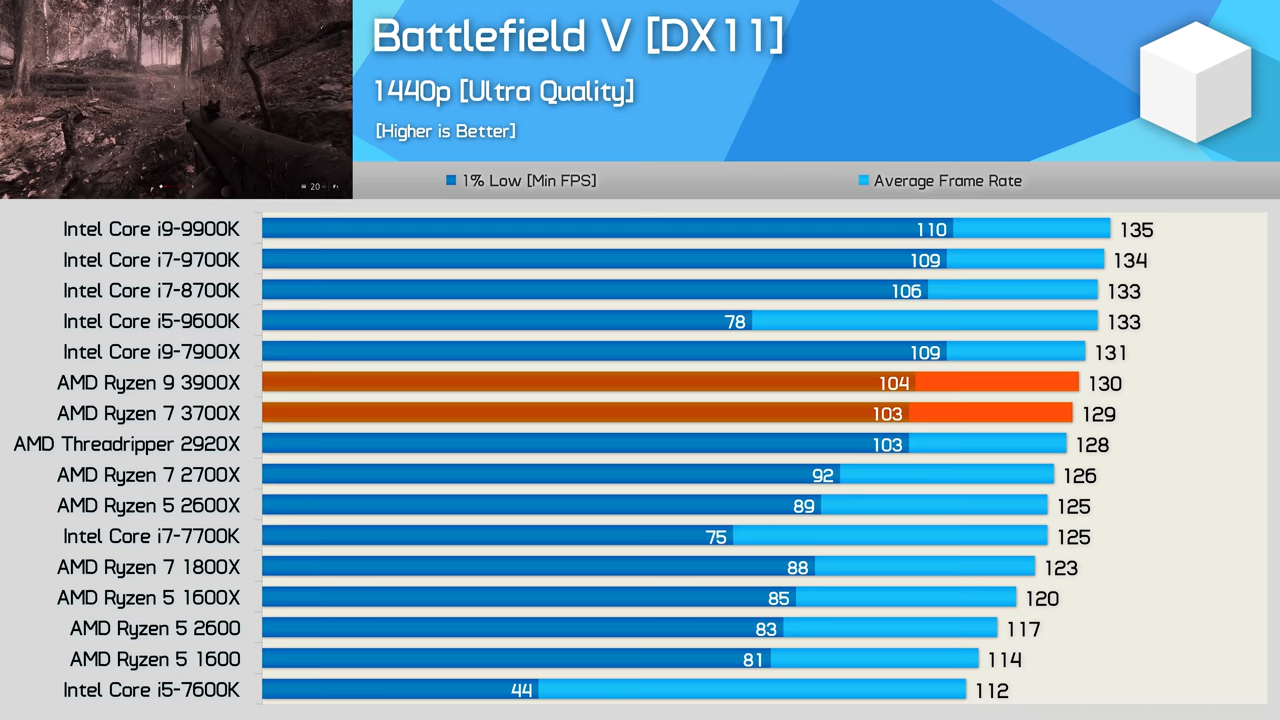 Battlefield V [DX11]
1440p [Ultra Quality]
[Higher is Better]
20
1% Low [Min FPS]
Average Frame Rate
Intel Core i9-9900K 110 135
Intel Core i7-9700K 109 134
Intel Core i7-8700K 106 133
Intel Core i5-9600K 78 133
Intel Core i9-7900X 109 131
AMD Ryzen 9 3900X 104 130
AMD Ryzen 7 3700X 103 129
AMD Threadripper 2920X 103 128
AMD Ryzen 7 2700X 92 126
AMD Ryzen 5 2600X 89 125
Intel Core i7-7700K 75 125
AMD Ryzen 7 1800X 88 123
AMD Ryzen 5 1600X 85 120
AMD Ryzen 5 2600 83 117
AMD Ryzen 5 1600 81 114
Intel Core i5-7600K 44 112